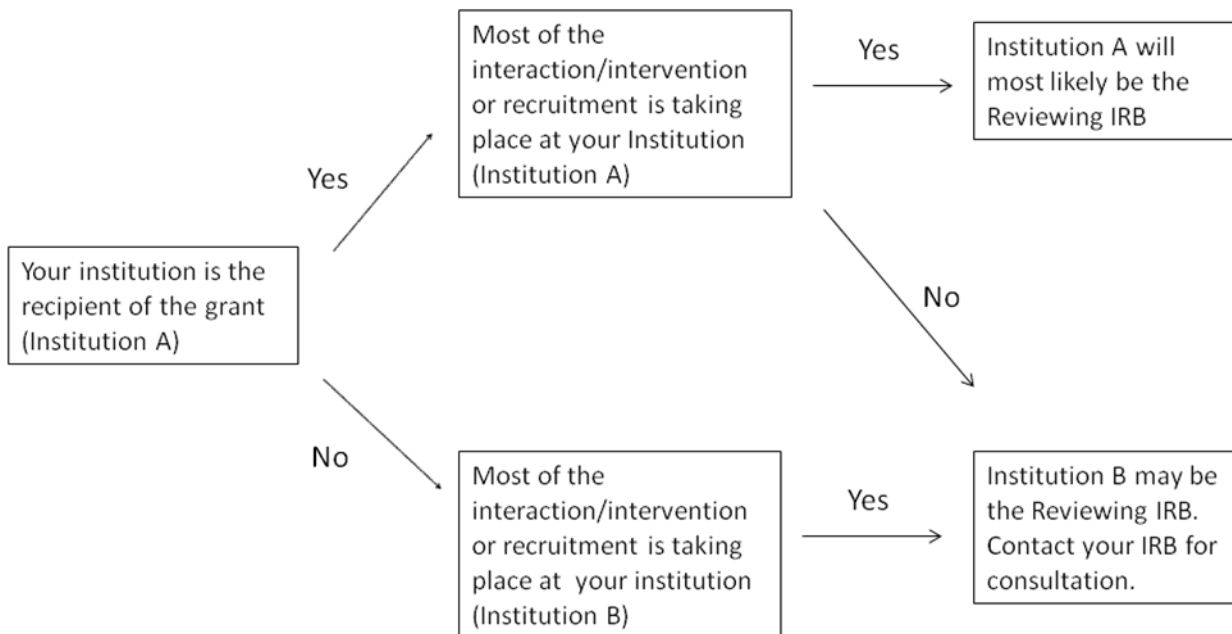 Your institution is the
recipient of the grant
(Institution A)
Yes
No
Most of the
interaction/intervention
or recruitment is taking
place at your Institution
(Institution A)
Yes
No
Institution A will
most likely be the
Reviewing IRB
Most of the
interaction/intervention
or recruitment is taking
place at  your institution
(Institution B)
Yes
Institution B may be
the Reviewing IRB.
Contact your IRB for
consultation.